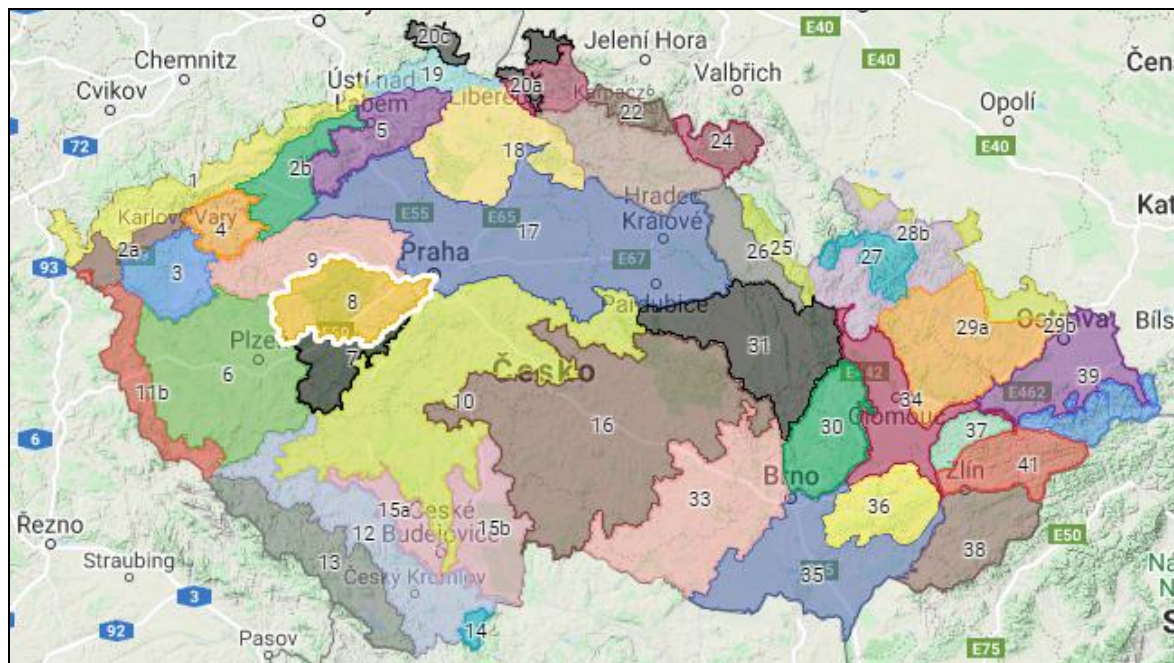 20c
Jelení Hora
E40
Chemnitz
Ústí nad
Labem
19
20a
Liberec
Karpacz
Valbřich
E40
Čen
Cvikov
22
Opolí
72
5
24
E40
1
2b
18
Karlovy Vary
4
E55
E65
Hradec
Králové
Kat
2a
93
3
9
Praha
17
E67
26
25
27
28b
8
Pardubice
E50
29a
Ostrava
29b
Bíls
Plzeň
7
31
6
Česko
E442
39
11b
10
34
E462
16
Olomouc
6
30
37
Zlín
41
Brno
Řezno
33
36
15a
České
Budějovice
15b
12
E50
Straubing
13
Český Krumlov
38
35
Na
N
3
14
S
92
Pasov
E75